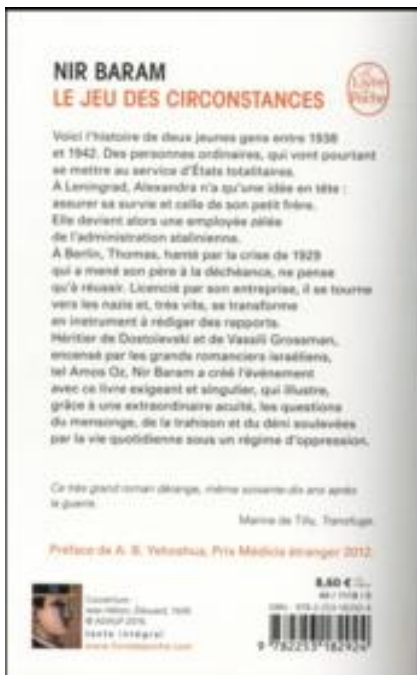 NIR BARAM
LE JEU DES CIRCONSTANCES
Le Livre de Poche
Voici l'histoire de deux jeunes gens entre 1938
et 1942. Des personnes ordinaires, qui vont pourtant
se mettre au service d'États totalitaires.
À Leningrad, Alexandra n'a qu'une idée en tête :
assurer sa survie et celle de son petit frère.
Elle devient alors une employée zélée
de l'administration stalinienne.
À Berlin, Thomas, hanté par la crise de 1929
qui a mené son père à la déchéance, ne pense
qu'à réussir. Licencié par son entreprise, il se tourne
vers les nazis et, très vite, se transforme
en instrument à rédiger des rapports.
Héritier de Dostoïevski et de Vassili Grossman,
encensé par les grands romanciers israéliens,
tel Amos Oz, Nir Baram a créé l'événement
avec ce livre exigeant et singulier, qui illustre,
grâce à une extraordinaire acuité, les questions
du mensonge, de la trahison et du déni soulevées
par la vie quotidienne sous un régime d'oppression.
Ce très grand roman dérange, même soixante-dix ans après
la guerre.
Marine de Tilly, Transfuge.
Préface de A. B. Yehoshua, Prix Médicis étranger 2012.
8,60 €
Couverture :
texte intégral
www.livredepoche.com
9 782253 182924